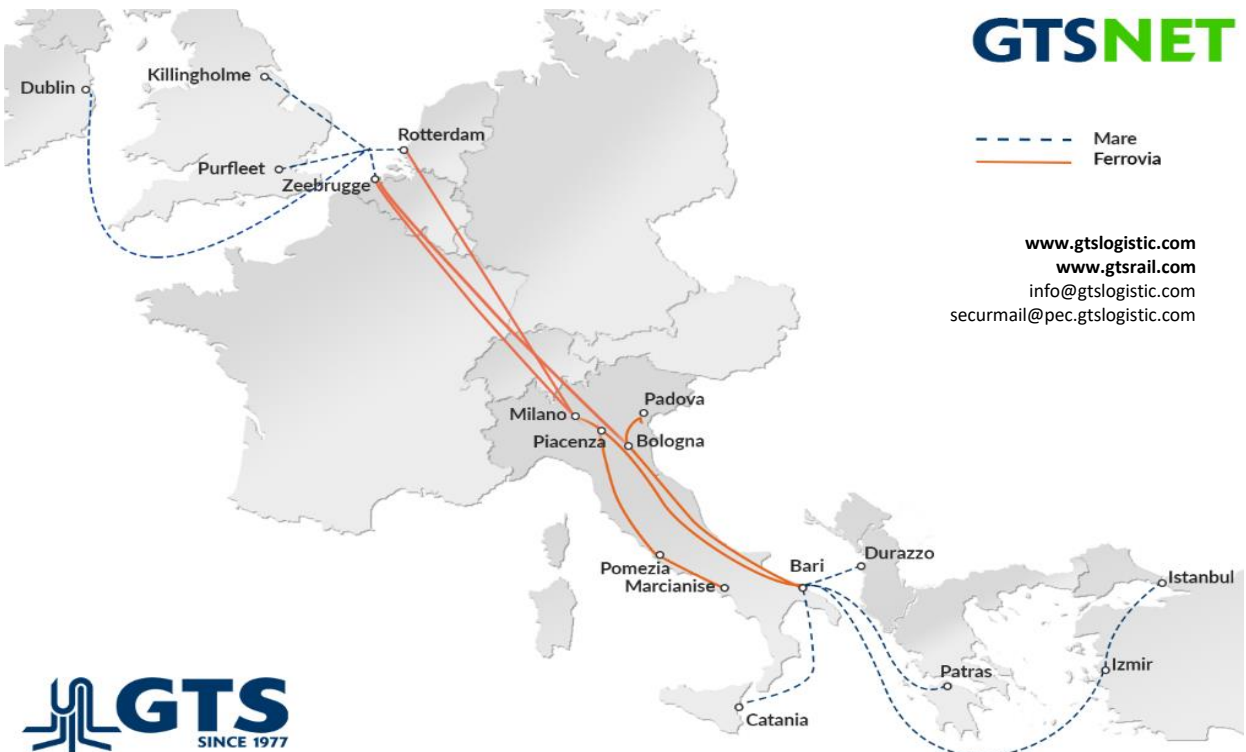 GTSNET
Killingholme
Dublin
Rotterdam
Mare
Ferrovia
Purfleet
Zeebrugge
www.gtslogistic.com
www.gtsrail.com
info@gtslogistic.com
securmail@pec.gtslogistic.com
Padova
Milano
Piacenza
Bologna
Durazzo
Pomezia
Bari
Marcianise
Istanbul
Izmir
Patras
Catania
GTS
SINCE 1977